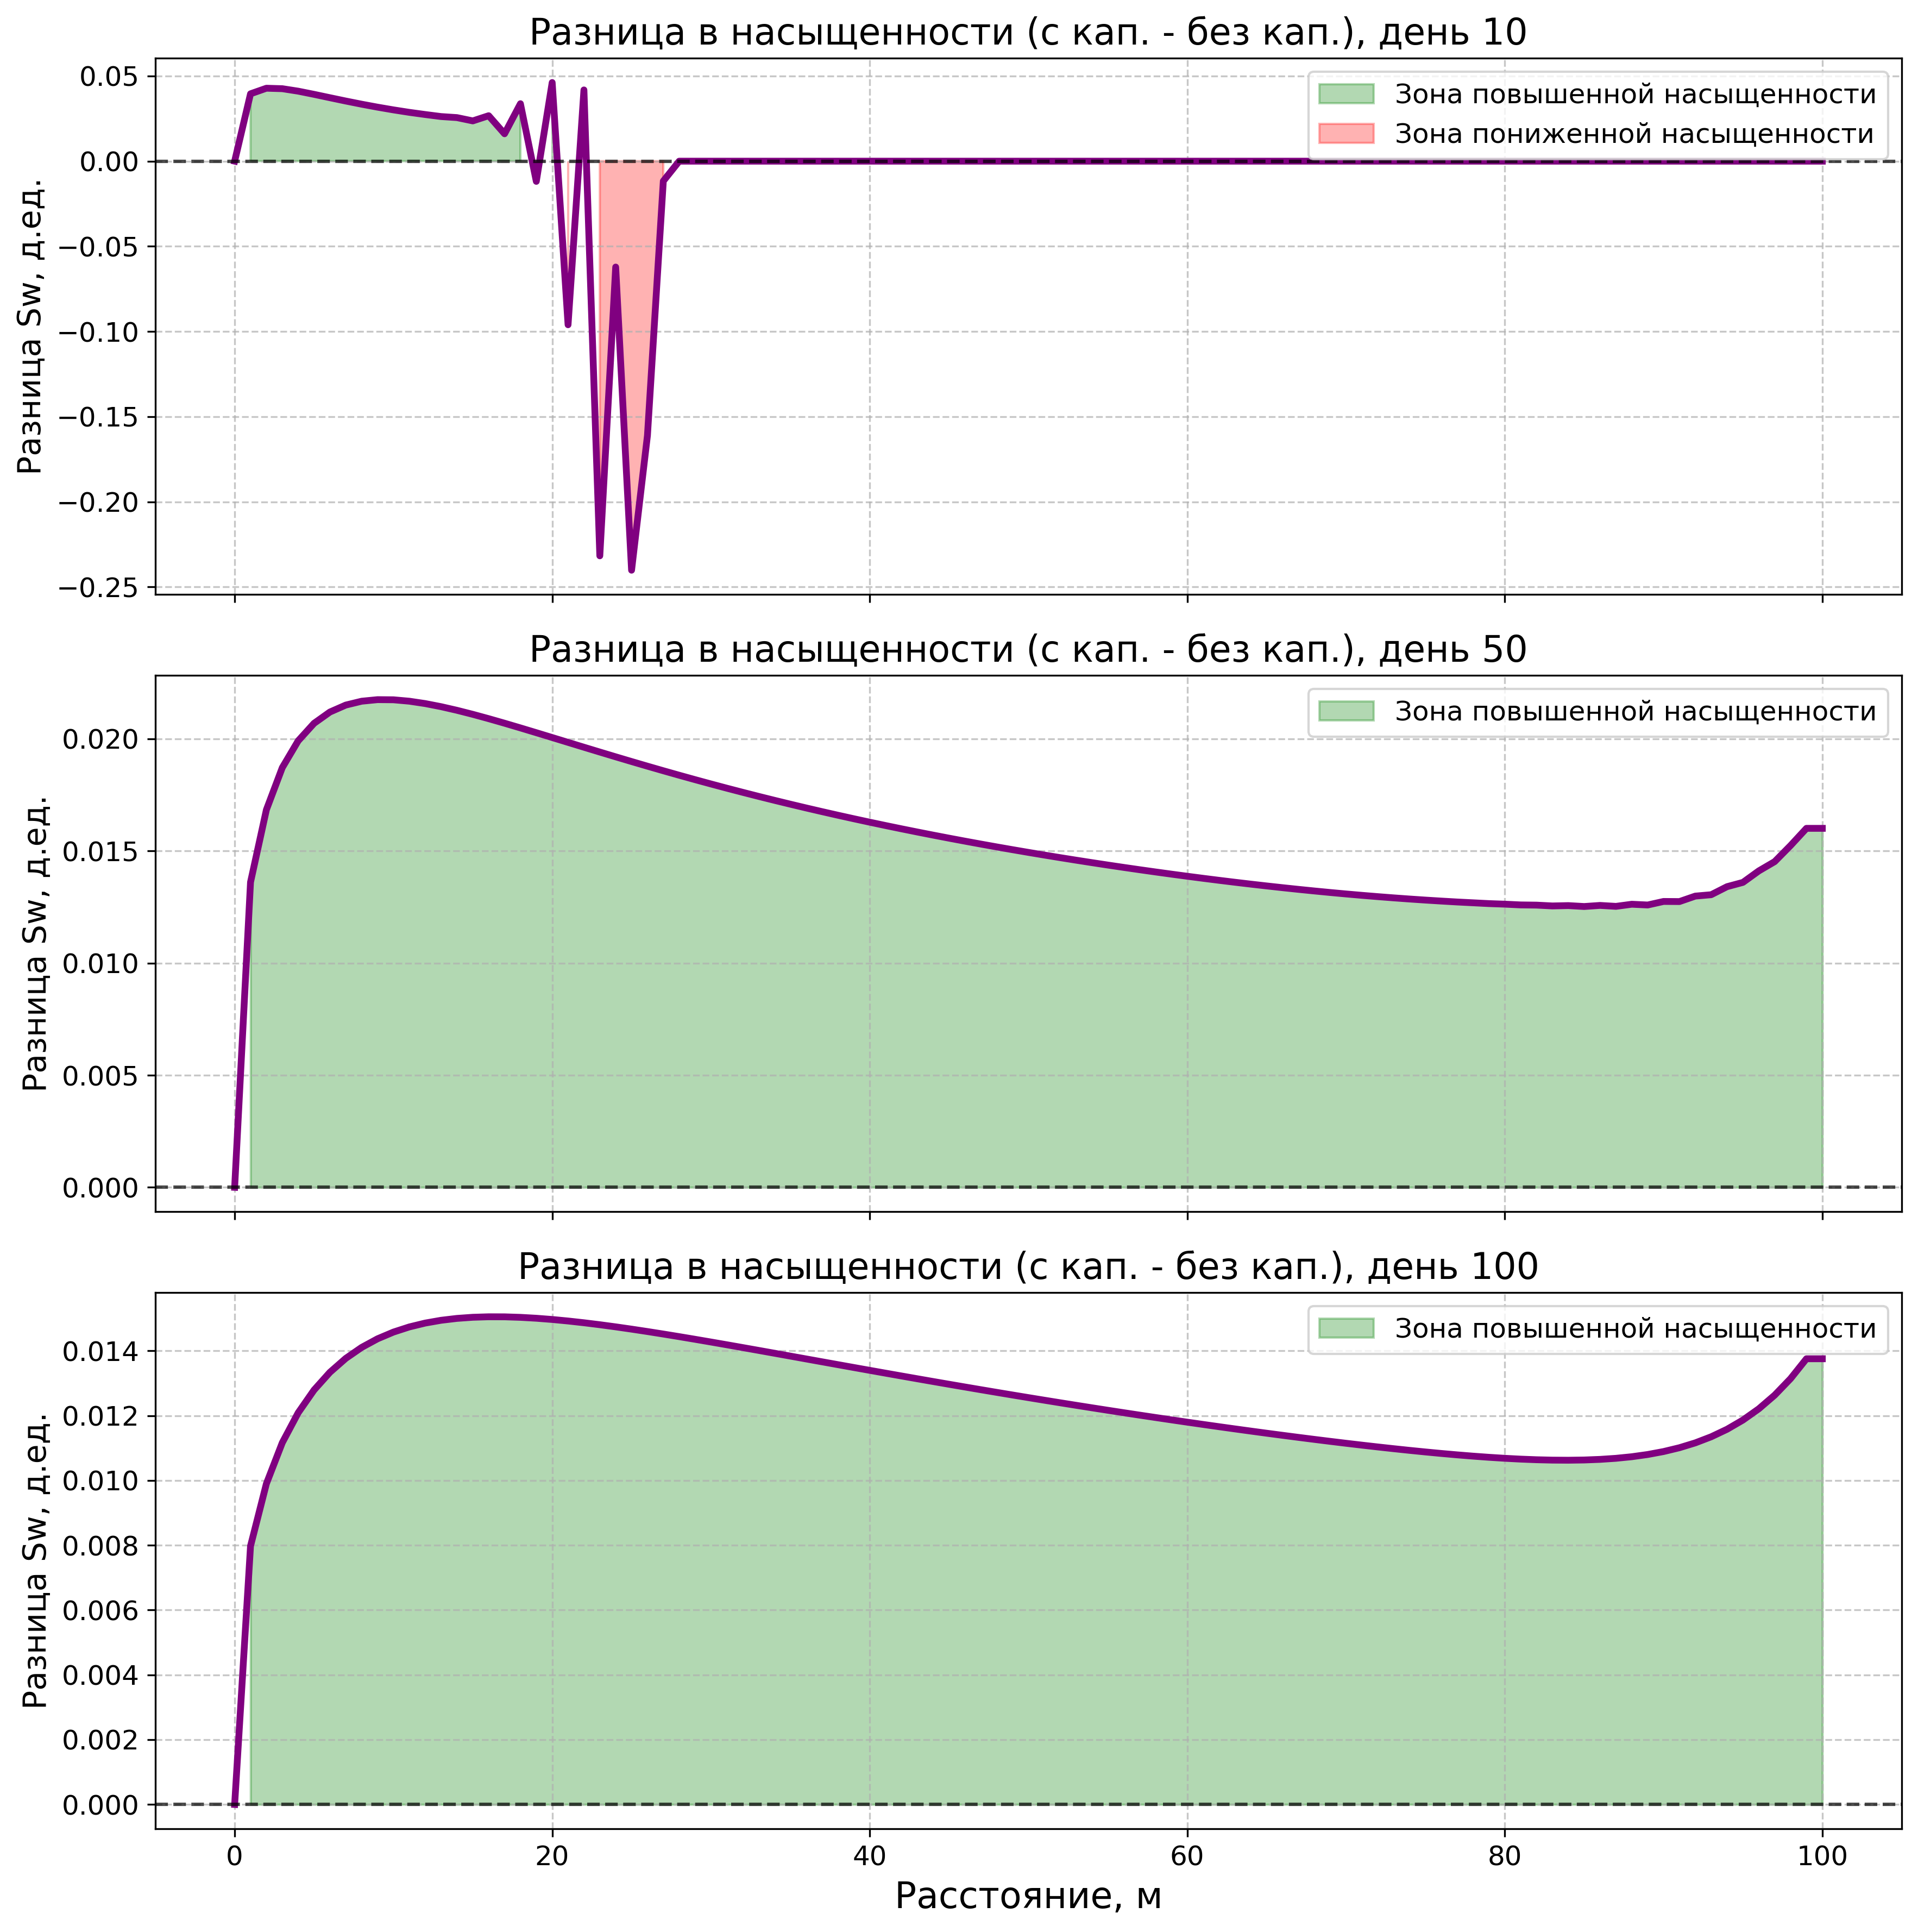 Разница в насыщенности (с кап. - без кап.), день 10
Разница Sw, д.ед.
0.05
0.00
−0.05
−0.10
−0.15
−0.20
−0.25
Зона повышенной насыщенности
Зона пониженной насыщенности
Разница в насыщенности (с кап. - без кап.), день 50
Разница Sw, д.ед.
0.020
0.015
0.010
0.005
0.000
Зона повышенной насыщенности
Разница в насыщенности (с кап. - без кап.), день 100
Разница Sw, д.ед.
0.014
0.012
0.010
0.008
0.006
0.004
0.002
0.000
Зона повышенной насыщенности
0 20 40 60 80 100
Расстояние, м